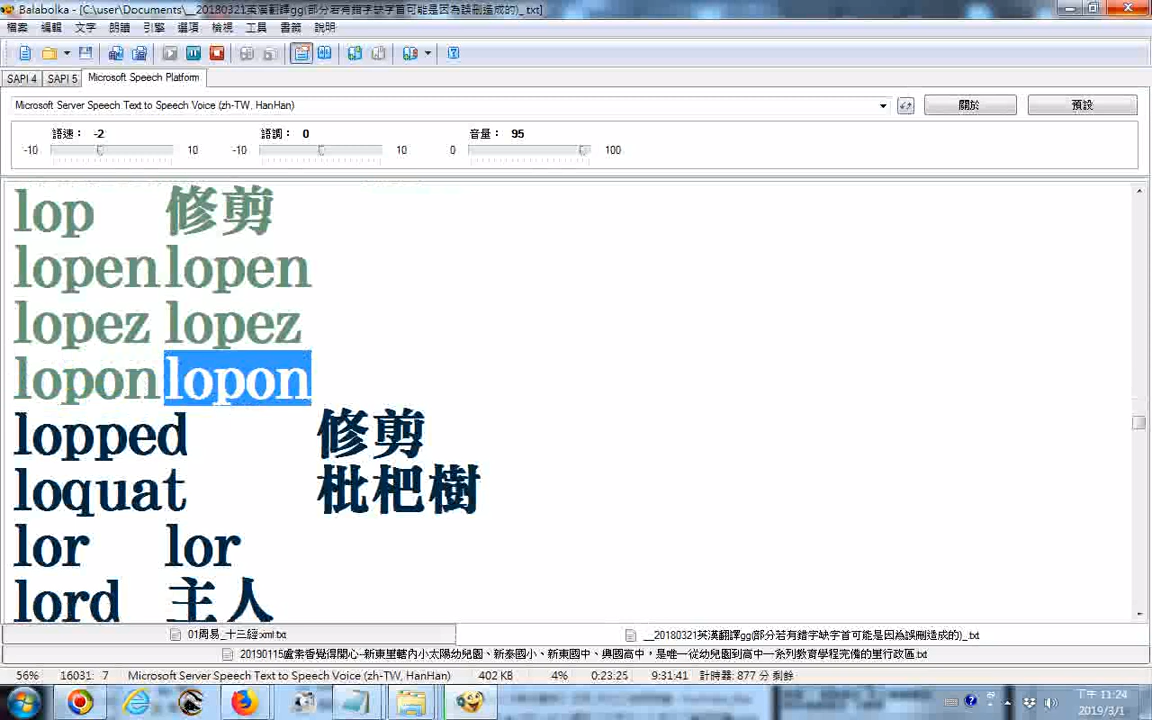 Balabolka - [C:\user\Documents\__20180321英漢翻譯gg(部分若有錯字缺字首可能是因為誤刪造成的)_.txt]
檔案 編輯 文字 朗讀 引擎 選項 檢視 工具 書籤 說明
SAPI 4 SAPI 5 Microsoft Speech Platform
Microsoft Server Speech Text to Speech Voice (zh-TW, HanHan) 關於 預設
語速： -2 語調： 0 音量： 95
-10 10 -10 10 0 100
lop 修剪
lopen lopen
lopez lopez
lopon lopon
lopped 修剪
loquat 枇杷樹
lor lor
lord 主人
01周易_十三經.xml.txt __20180321英漢翻譯gg(部分若有錯字缺字首可能是因為誤刪造成的)_.txt
20190115盧素香覺得開心-新東里轄內小太陽幼兒園、新泰國小、新東國中、興國高中，是唯一從幼兒園到高中一系列教育學程完備的里行政區.txt
56% 16031: 7 Microsoft Server Speech Text to Speech Voice (zh-TW, HanHan) 402 KB 4% 0:23:25 9:31:41 計時器: 877 分 剩餘
下午 11:24
2019/3/1